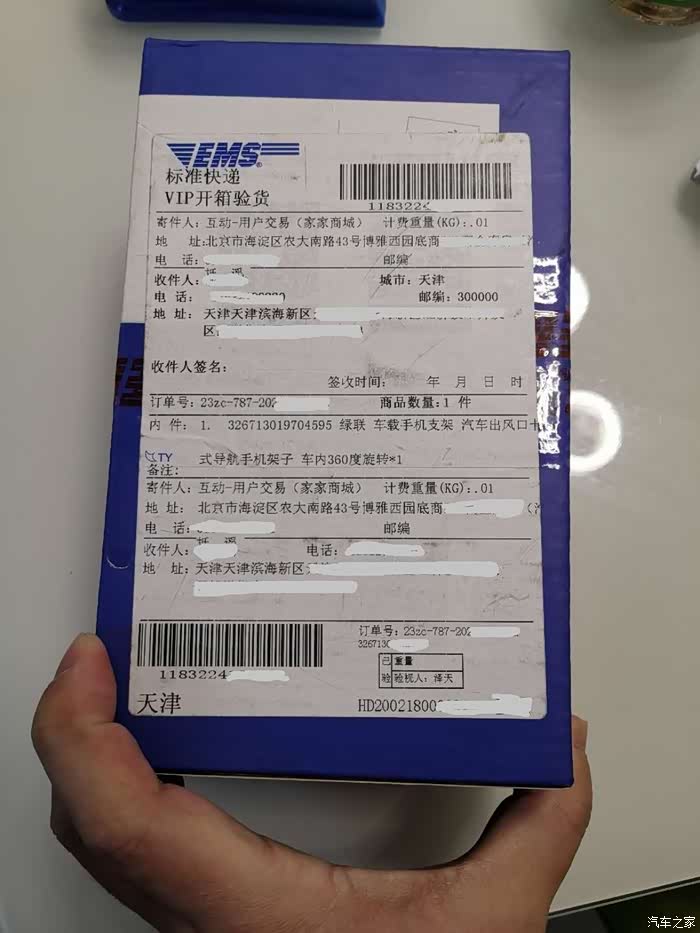 EMS
标准快递
VIP开箱验货
1183224
寄件人: 互动-用户交易（家家商城） 计费重量(KG):.01
地 址:北京市海淀区农大南路43号博雅西园底商
电 话: 邮编
收件人: 城市: 天津
电 话: 邮编: 300000
地 址: 天津天津滨海新区
区:
收件人签名:
签收时间: 年 月 日 时
订单号: 23zc-787-202 商品数量:1 件
内 件: 1. 326713019704595 绿联 车载手机支架 汽车出风口卡
TY 式导航手机架子 车内360度旋转*1
备注:
寄件人: 互动-用户交易（家家商城） 计费重量(KG):.01
地 址: 北京市海淀区农大南路43号博雅西园底商
电 话: 邮编
收件人: 电话:
地 址: 天津天津滨海新区
订单号: 23zc-787-202
3267130
已 重量
验 验视人: 泽天
1183224
天津 HD20021800
汽车之家